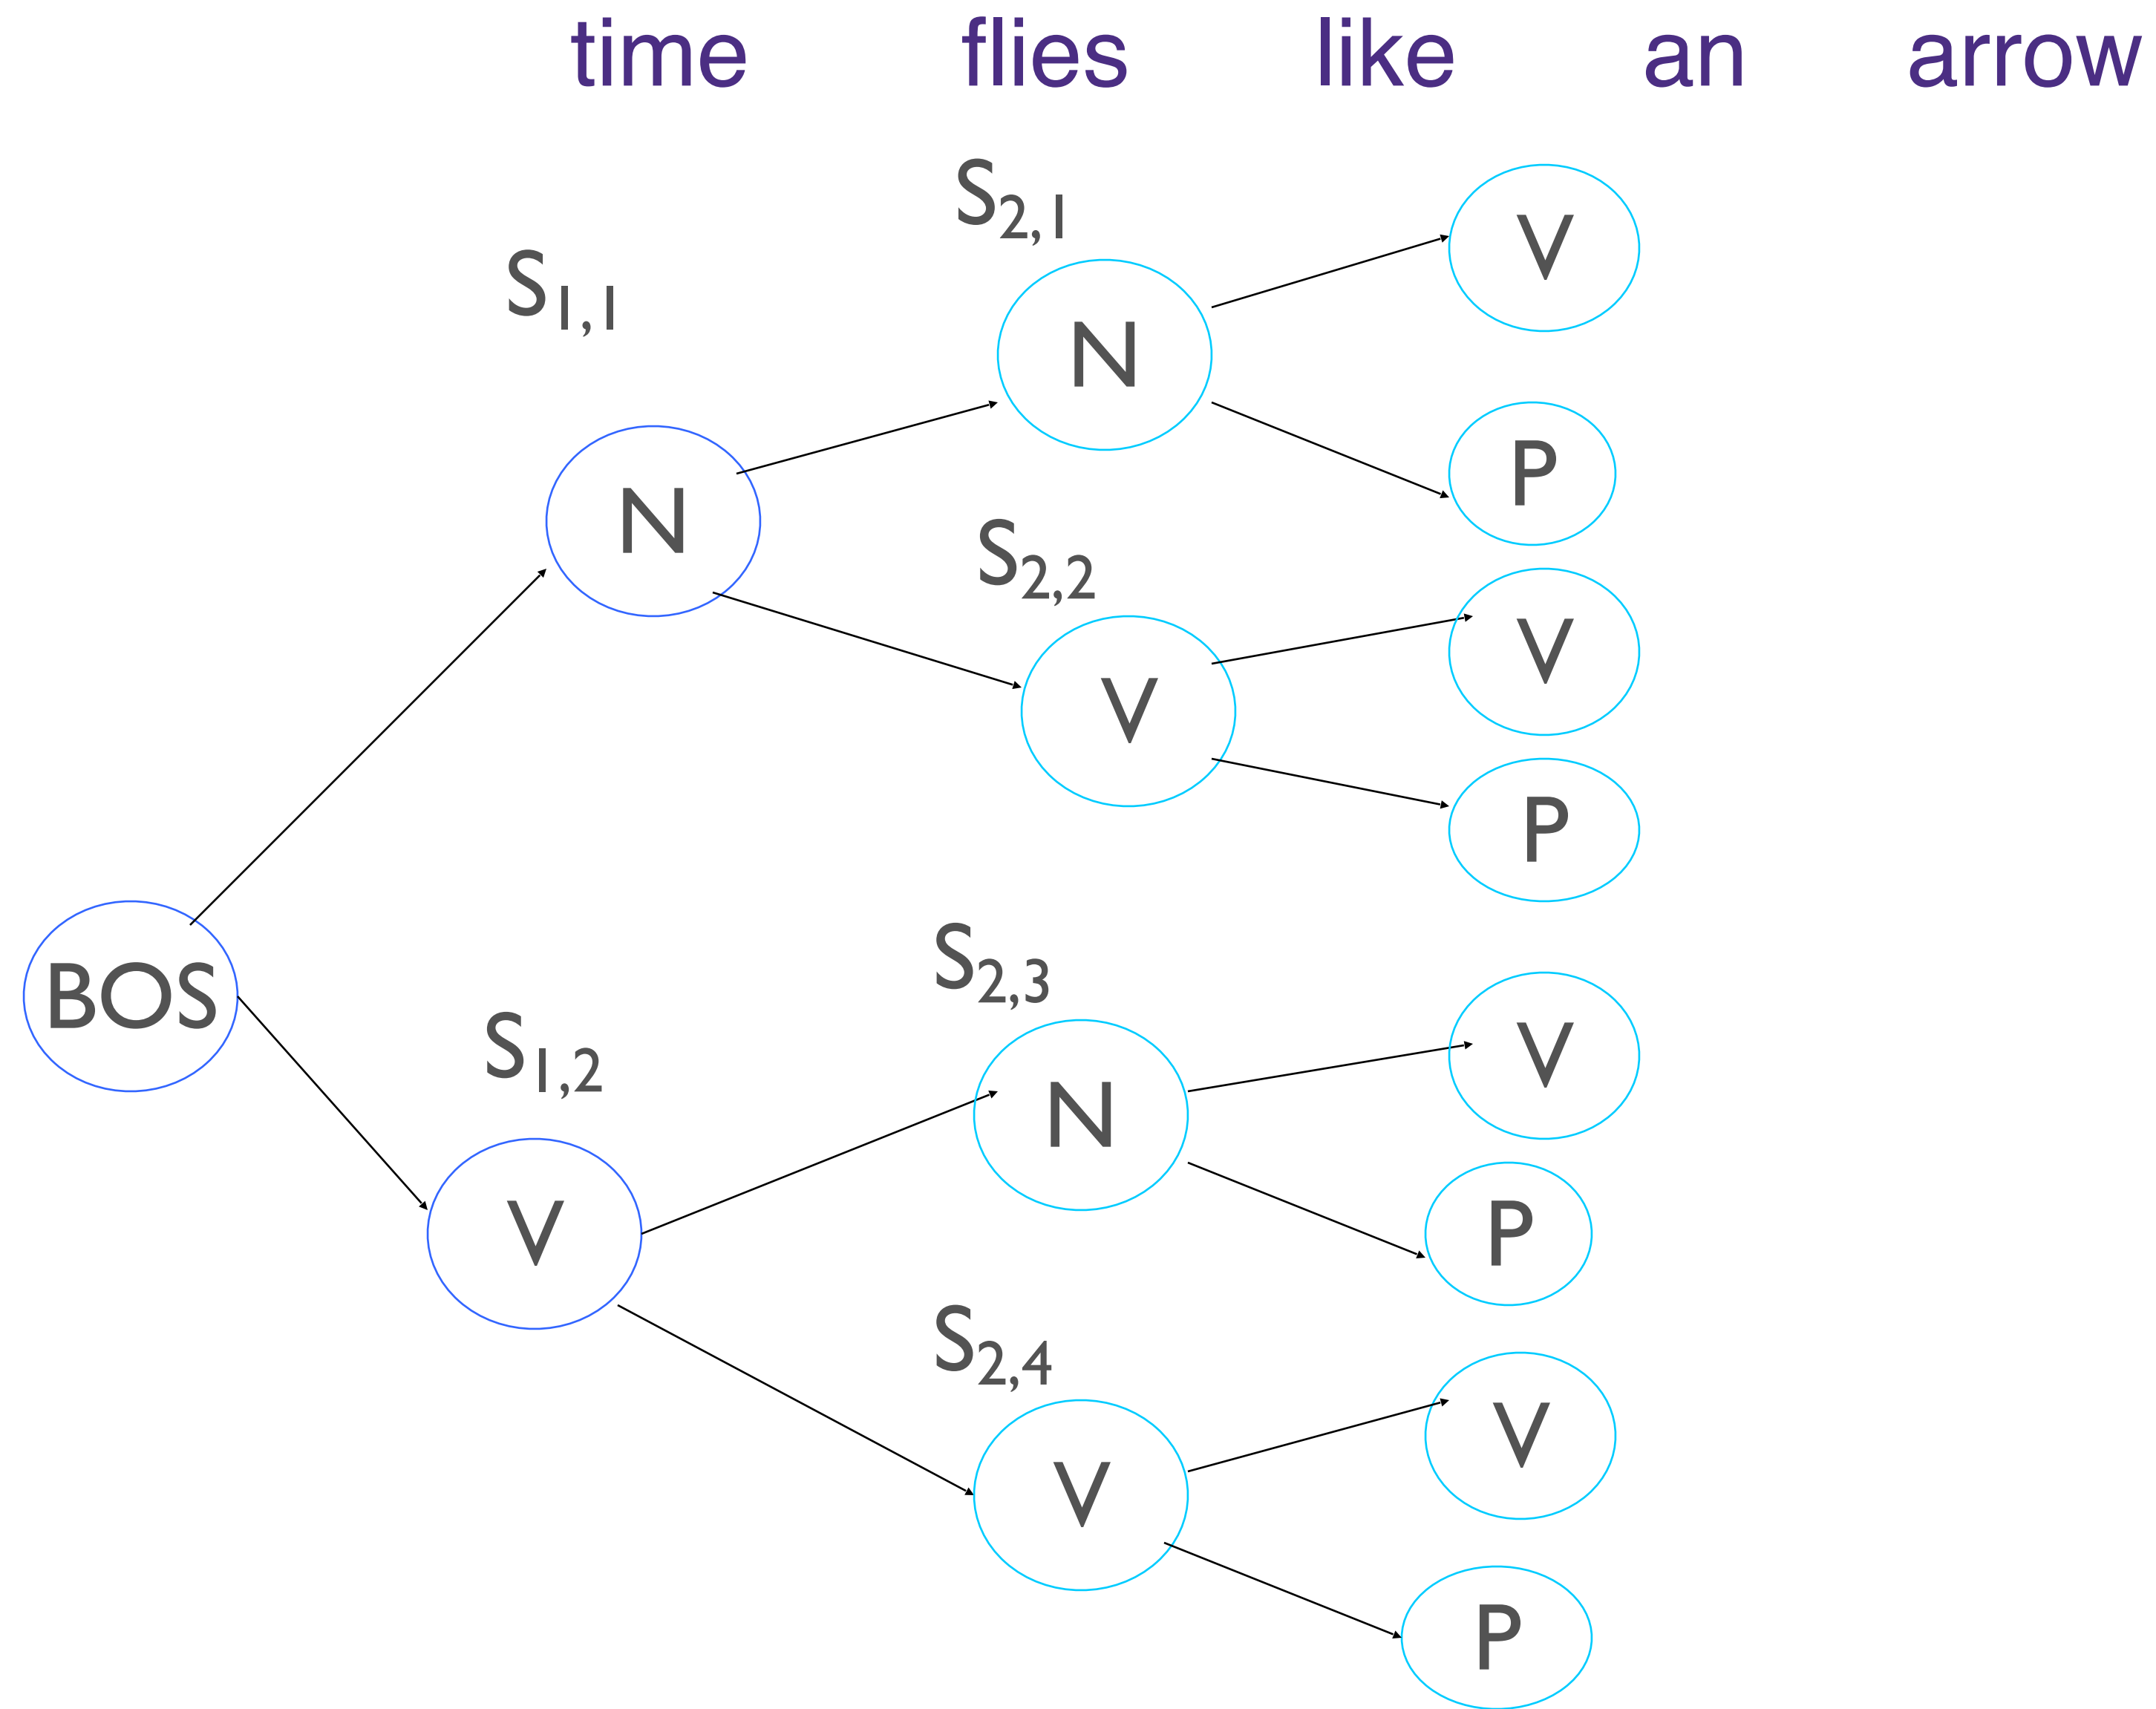 time flies like an arrow
S2,1
V
S1,1
N
P
N
S2,2
V
V
P
BOS
S2,3
V
S1,2
N
P
V
S2,4
V
V
P